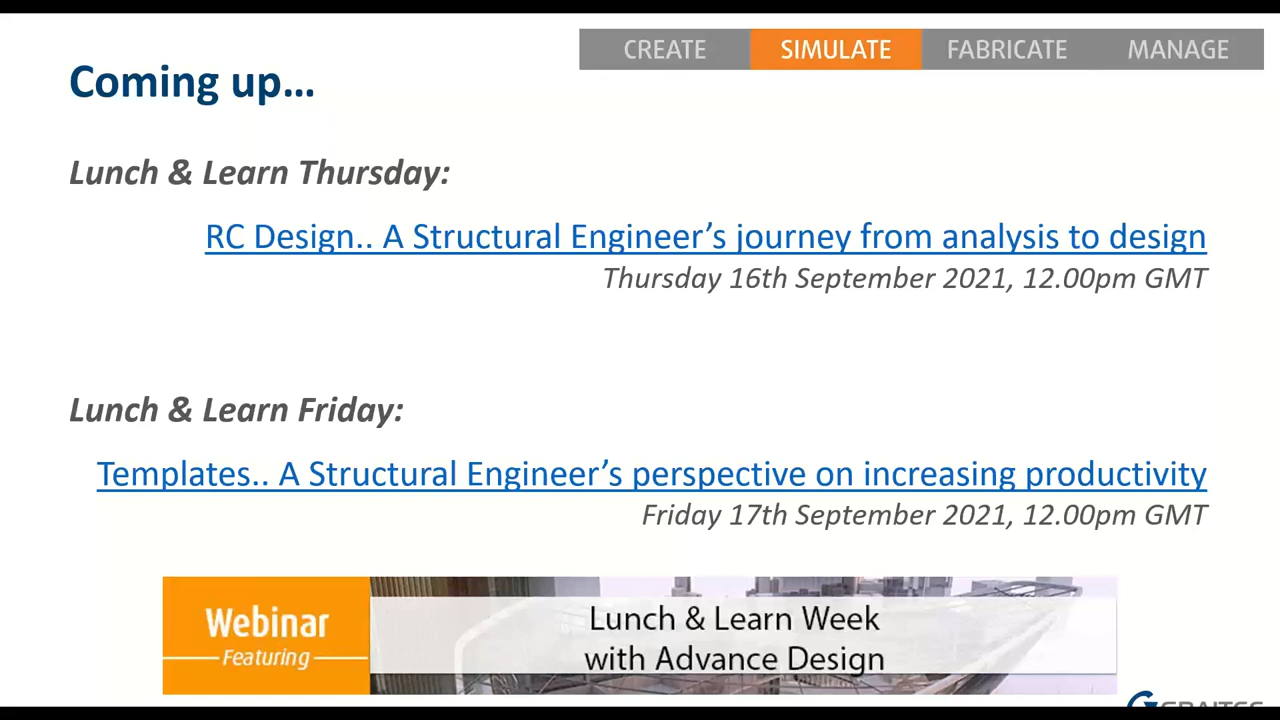 CREATE SIMULATE FABRICATE MANAGE
Coming up...
Lunch & Learn Thursday:
RC Design.. A Structural Engineer’s journey from analysis to design
Thursday 16th September 2021, 12.00pm GMT
Lunch & Learn Friday:
Templates.. A Structural Engineer’s perspective on increasing productivity
Friday 17th September 2021, 12.00pm GMT
Webinar
Featuring
Lunch & Learn Week
with Advance Design